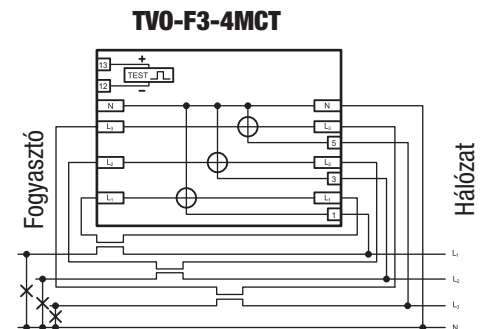 TVO-F3-4MCT
13
+
TEST
12
−
N N
L₃ L₃
5
L₂ L₂
3
L₁ L₁
1
Fogyasztó
Hálózat
L₁
L₂
L₃
N